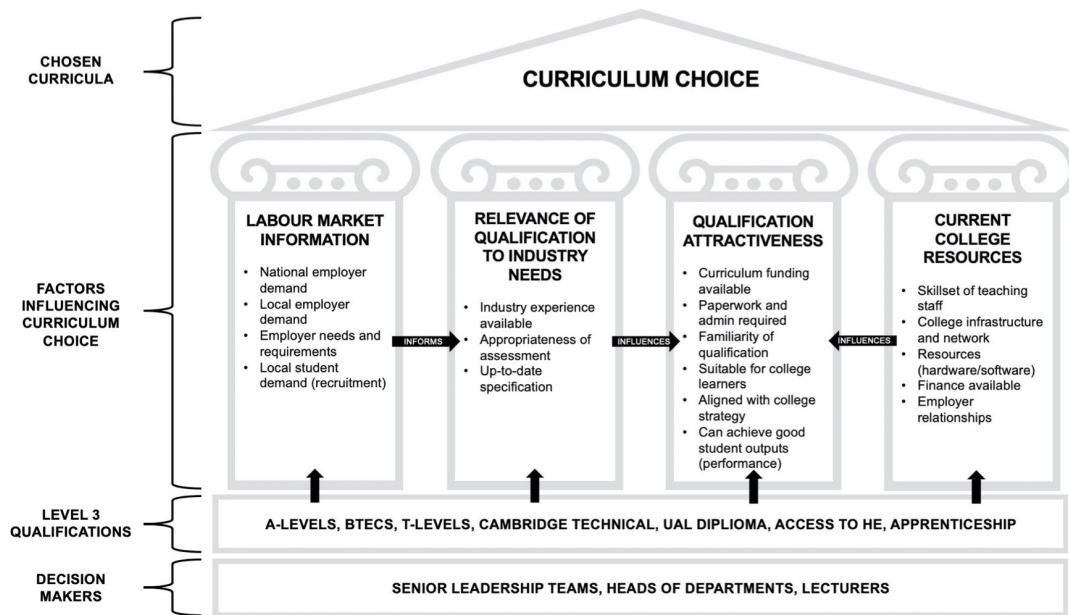 CHOSEN
CURRICULA
CURRICULUM CHOICE
FACTORS
INFLUENCING
CURRICULUM
CHOICE
LABOUR MARKET
INFORMATION
• National employer
demand
• Local employer
demand
• Employer needs and
requirements
• Local student
demand (recruitment)
INFORMS
RELEVANCE OF
QUALIFICATION
TO INDUSTRY
NEEDS
• Industry experience
available
• Appropriateness of
assessment
• Up-to-date
specification
INFLUENCES
QUALIFICATION
ATTRACTIVENESS
• Curriculum funding
available
• Paperwork and
admin required
• Familiarity of
qualification
• Suitable for college
learners
• Aligned with college
strategy
• Can achieve good
student outputs
(performance)
INFLUENCES
CURRENT
COLLEGE
RESOURCES
• Skillset of teaching
staff
• College infrastructure
and network
• Resources
(hardware/software)
• Finance available
• Employer
relationships
LEVEL 3
QUALIFICATIONS
A-LEVELS, BTECS, T-LEVELS, CAMBRIDGE TECHNICAL, UAL DIPLIOMA, ACCESS TO HE, APPRENTICESHIP
DECISION
MAKERS
SENIOR LEADERSHIP TEAMS, HEADS OF DEPARTMENTS, LECTURERS